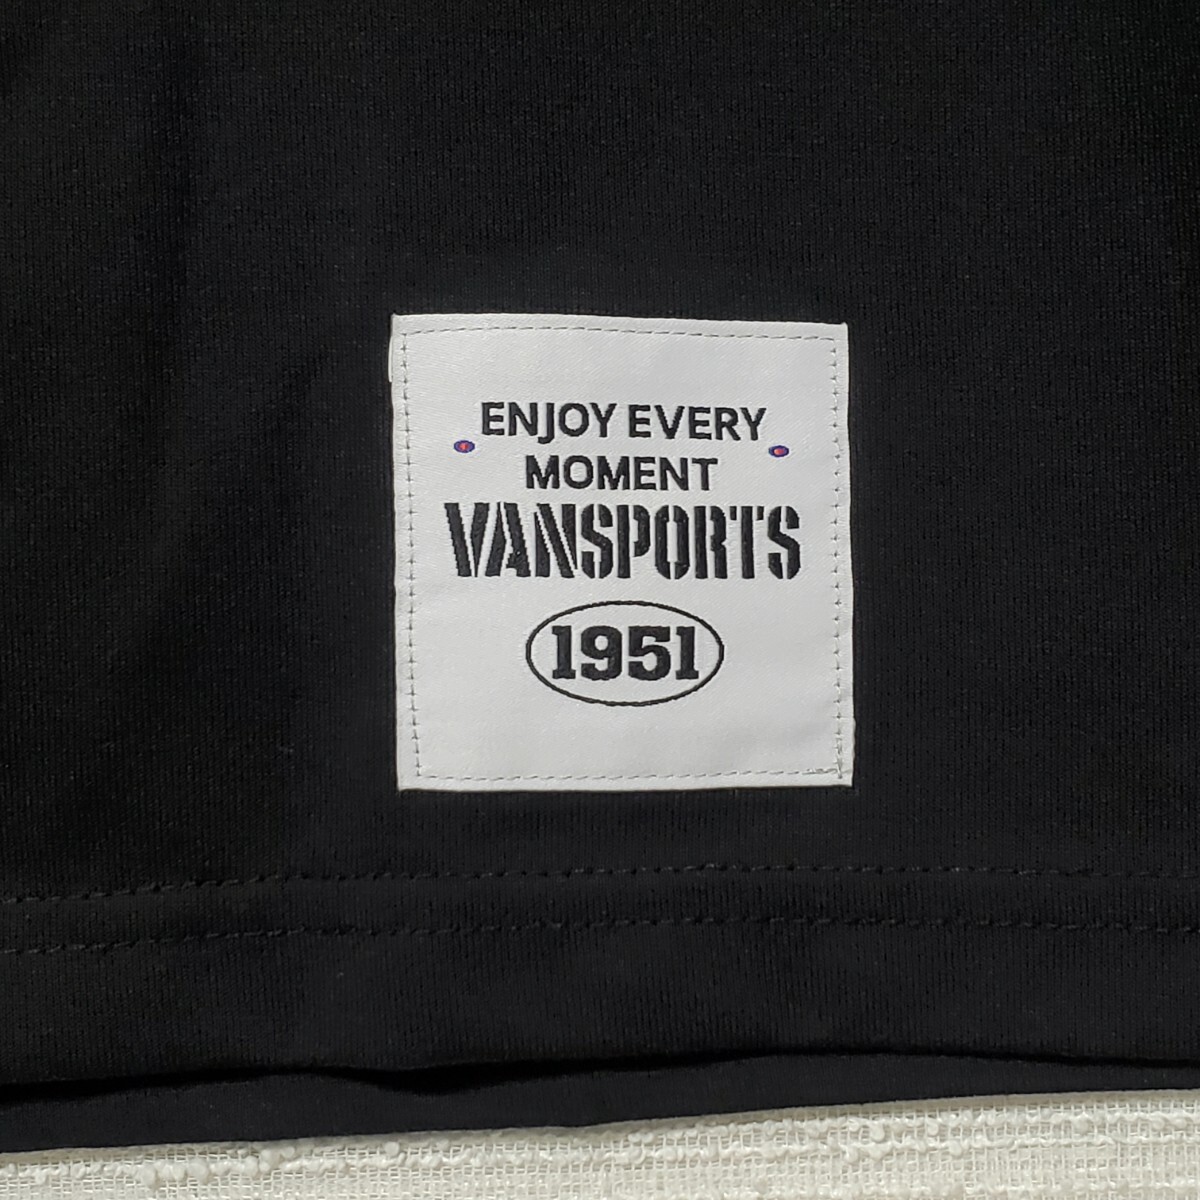 ENJOY EVERY
MOMENT
VANSPORTS
1951